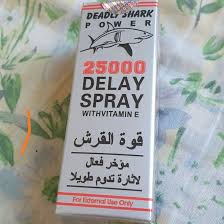 DEADLY SHARK
POWER
25000
DELAY
SPRAY
WITH VITAMIN E
قوة القرش
مؤخر فعال
لاثارة تدوم طويلا
For External Use Only